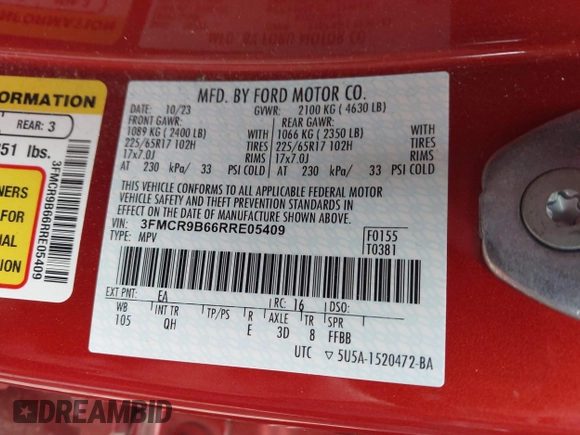 MFD. BY FORD MOTOR CO.
DATE: 10/23 GVWR: 2100 KG ( 4630 LB)
FRONT GAWR: REAR GAWR:
1089 KG ( 2400 LB) 1066 KG ( 2350 LB)
225/65R17 102H TIRES 225/65R17 102H TIRES
17x7.0J RIMS 17x7.0J RIMS
AT 230 kPa/ 33 PSI COLD AT 230 kPa/ 33 PSI COLD
THIS VEHICLE CONFORMS TO ALL APPLICABLE FEDERAL MOTOR
VEHICLE SAFETY AND BUMPER AND THEFT PREVENTION STANDARDS IN
EFFECT ON THE DATE OF MANUFACTURE SHOWN ABOVE.
VIN: 3FMCR9B66RRE05409
TYPE: MPV
F0155
T0381
EXT PNT: EA RC: 16 DSO:
WB INT TR TP/PS R AXLE TR SPR
105 QH E 3D 8 FFBB
UTC ▽ 5U5A-1520472-BA
ORMATION
REAR: 3
351 lbs.
3FMCR9B66RRE05409
NERS
FOR
NAL
ION
DREAMBID